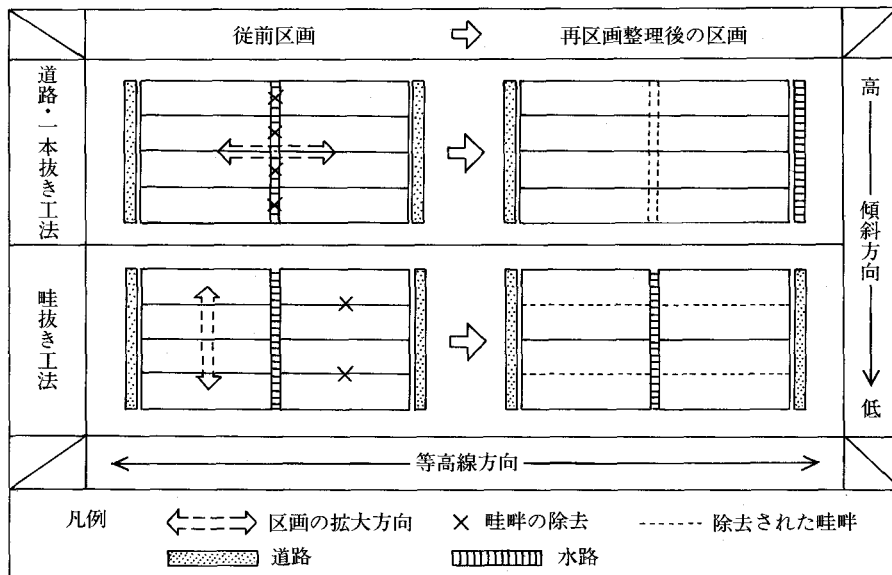 従前区画 ⇨ 再区画整理後の区画
道路・一本抜き工法
畦抜き工法
高
傾斜方向
低
等高線方向
凡例
区画の拡大方向
× 畦畔の除去
除去された畦畔
道路
水路